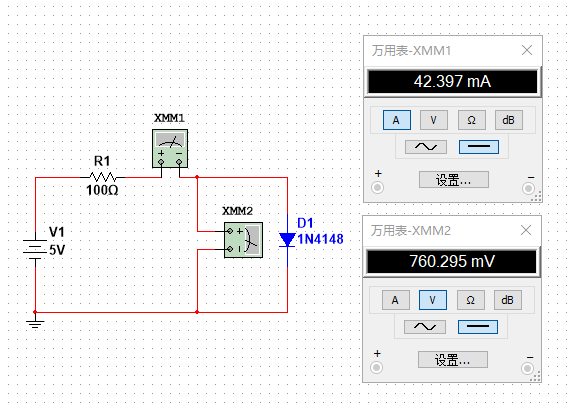 XMM1
R1
100Ω
XMM2
D1
1N4148
V1
5V
万用表-XMM1
42.397 mA
A V Ω dB
+ 设置... −
万用表-XMM2
760.295 mV
A V Ω dB
+ 设置... −